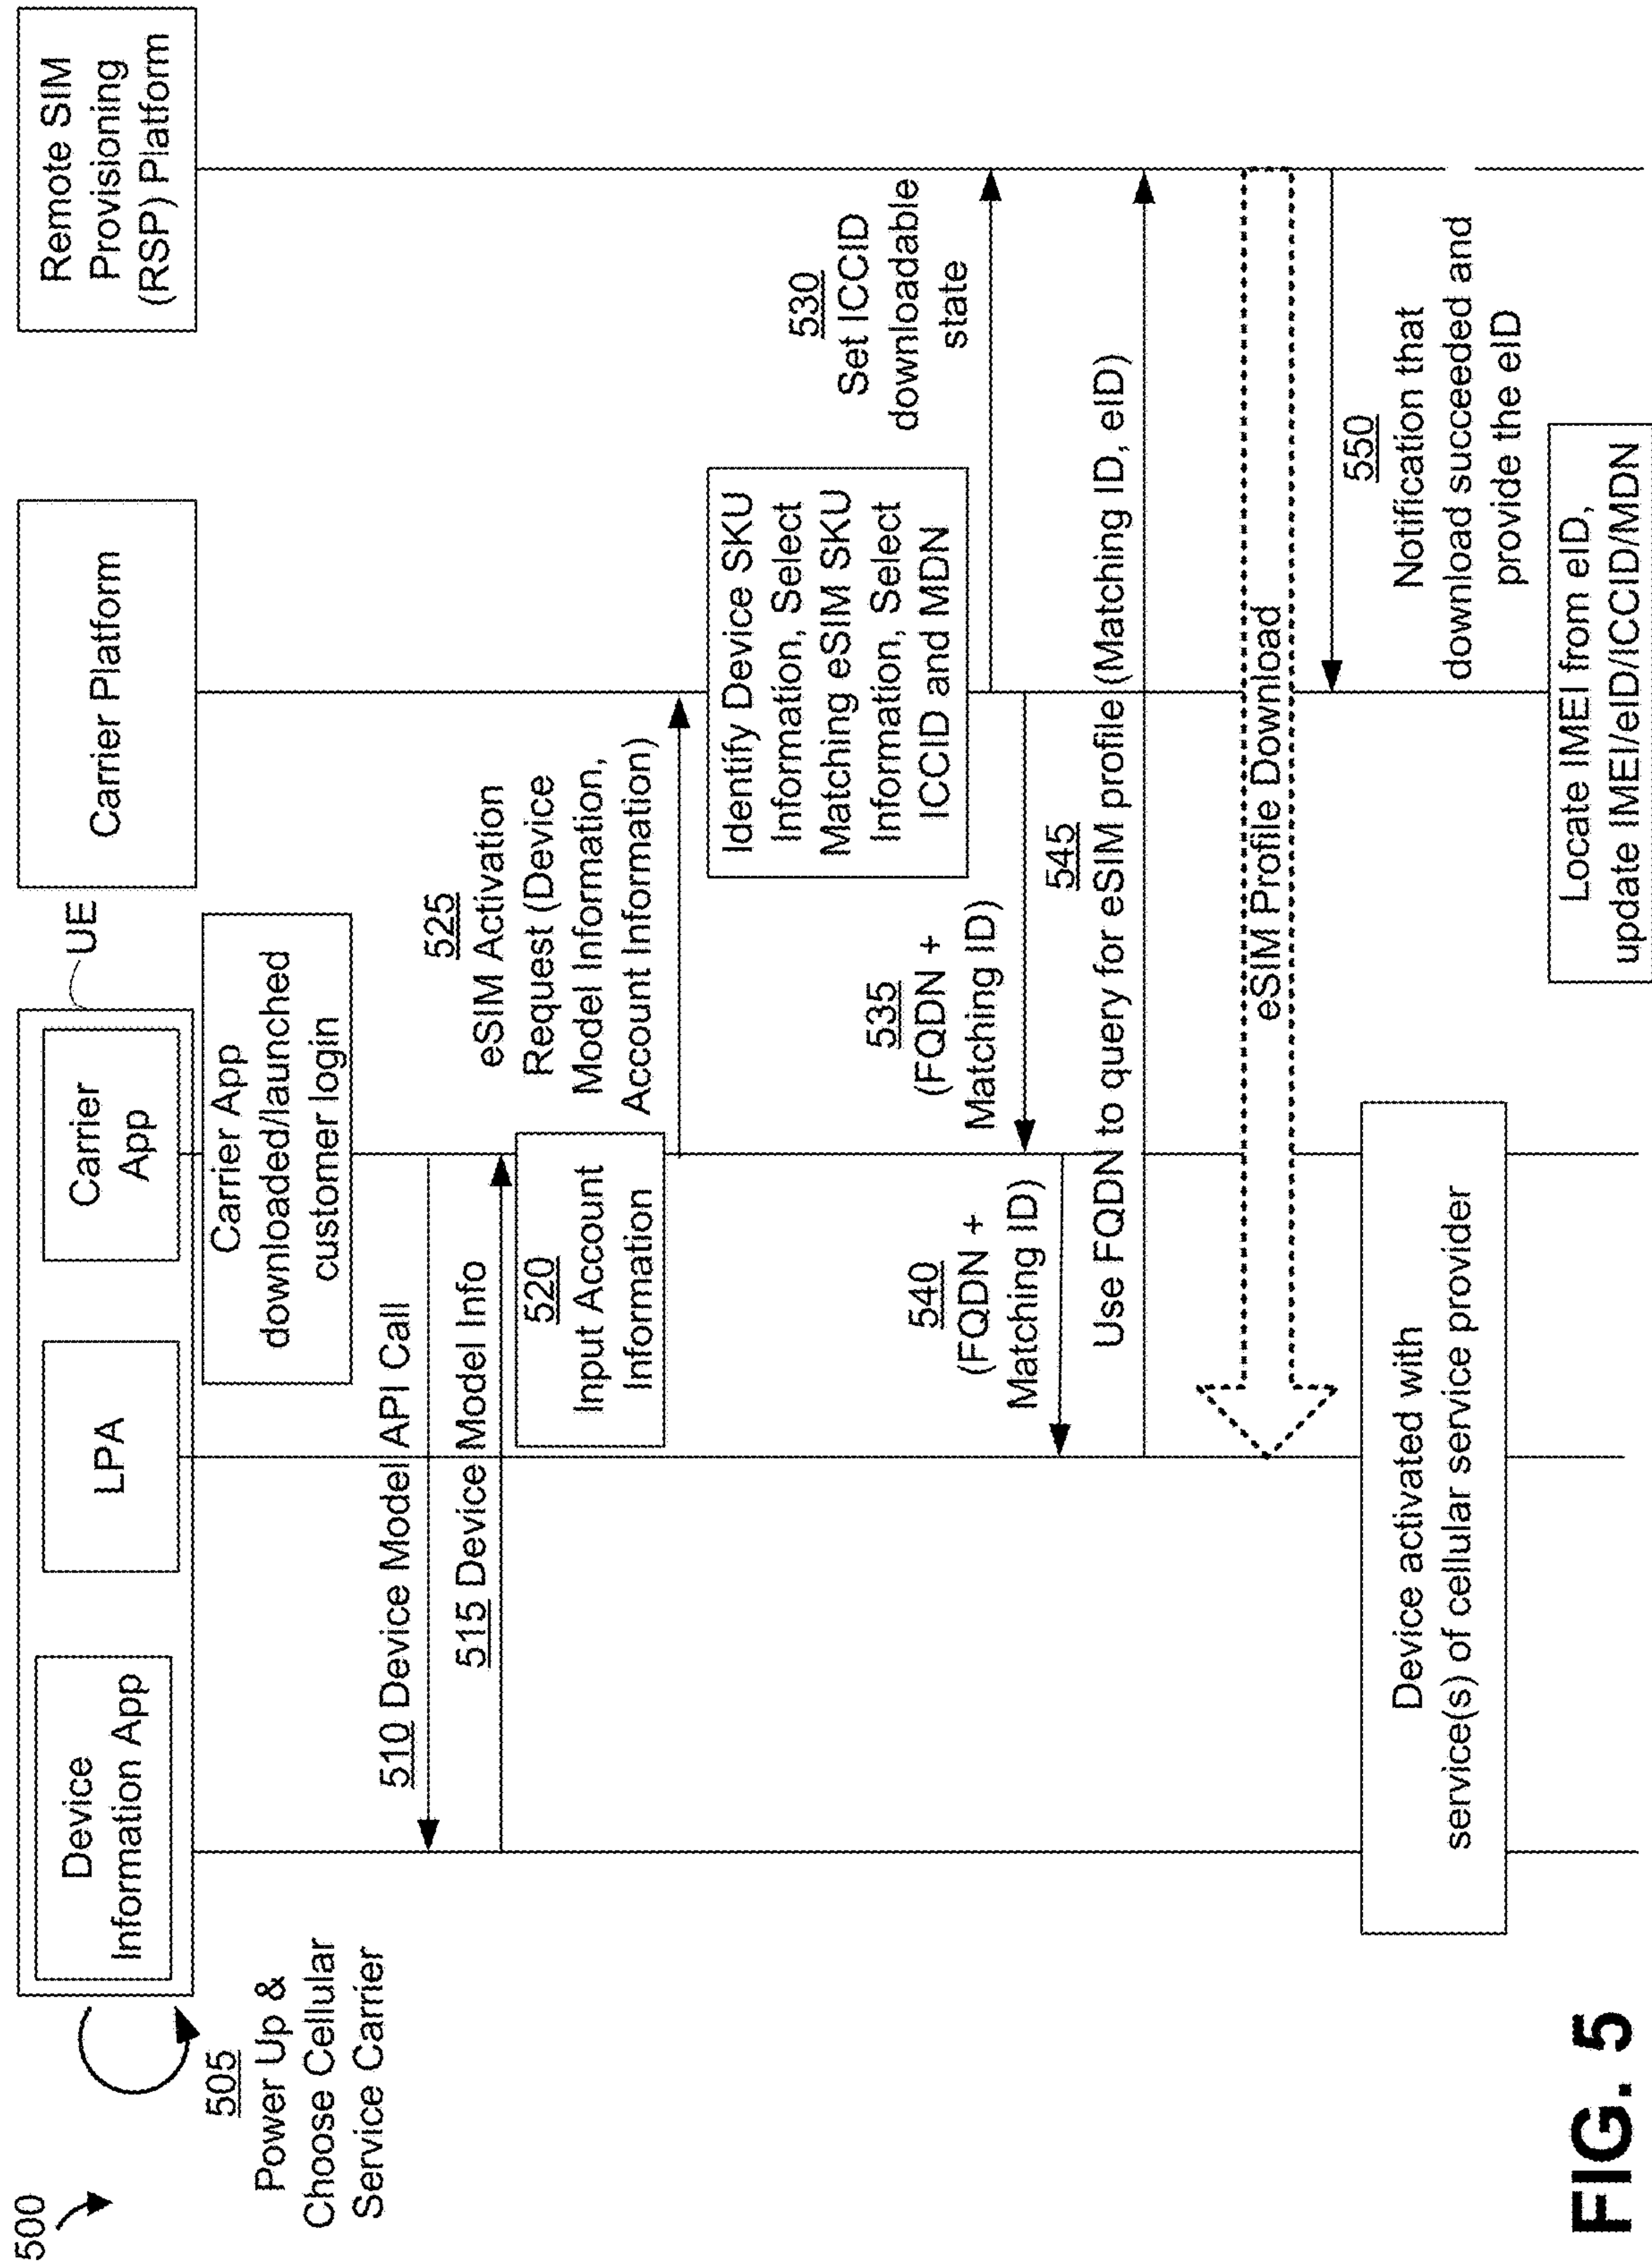 500
505
Power Up &
Choose Cellular
Service Carrier
UE
Device
Information App
LPA
Carrier
App
Carrier Platform
Remote SIM
Provisioning
(RSP) Platform
Carrier App
downloaded/launched
customer login
510 Device Model API Call
515 Device Model Info
520
Input Account
Information
525
eSIM Activation
Request (Device
Model Information,
Account Information)
Identify Device SKU
Information, Select
Matching eSIM SKU
Information, Select
ICCID and MDN
530
Set ICCID
downloadable
state
535
(FQDN +
Matching ID)
540
(FQDN +
Matching ID)
545
Use FQDN to query for eSIM profile (Matching ID, eID)
eSIM Profile Download
550
Notification that
download succeeded and
provide the eID
Device activated with
service(s) of cellular service provider
Locate IMEI from eID,
update IMEI/eID/ICCID/MDN
FIG. 5